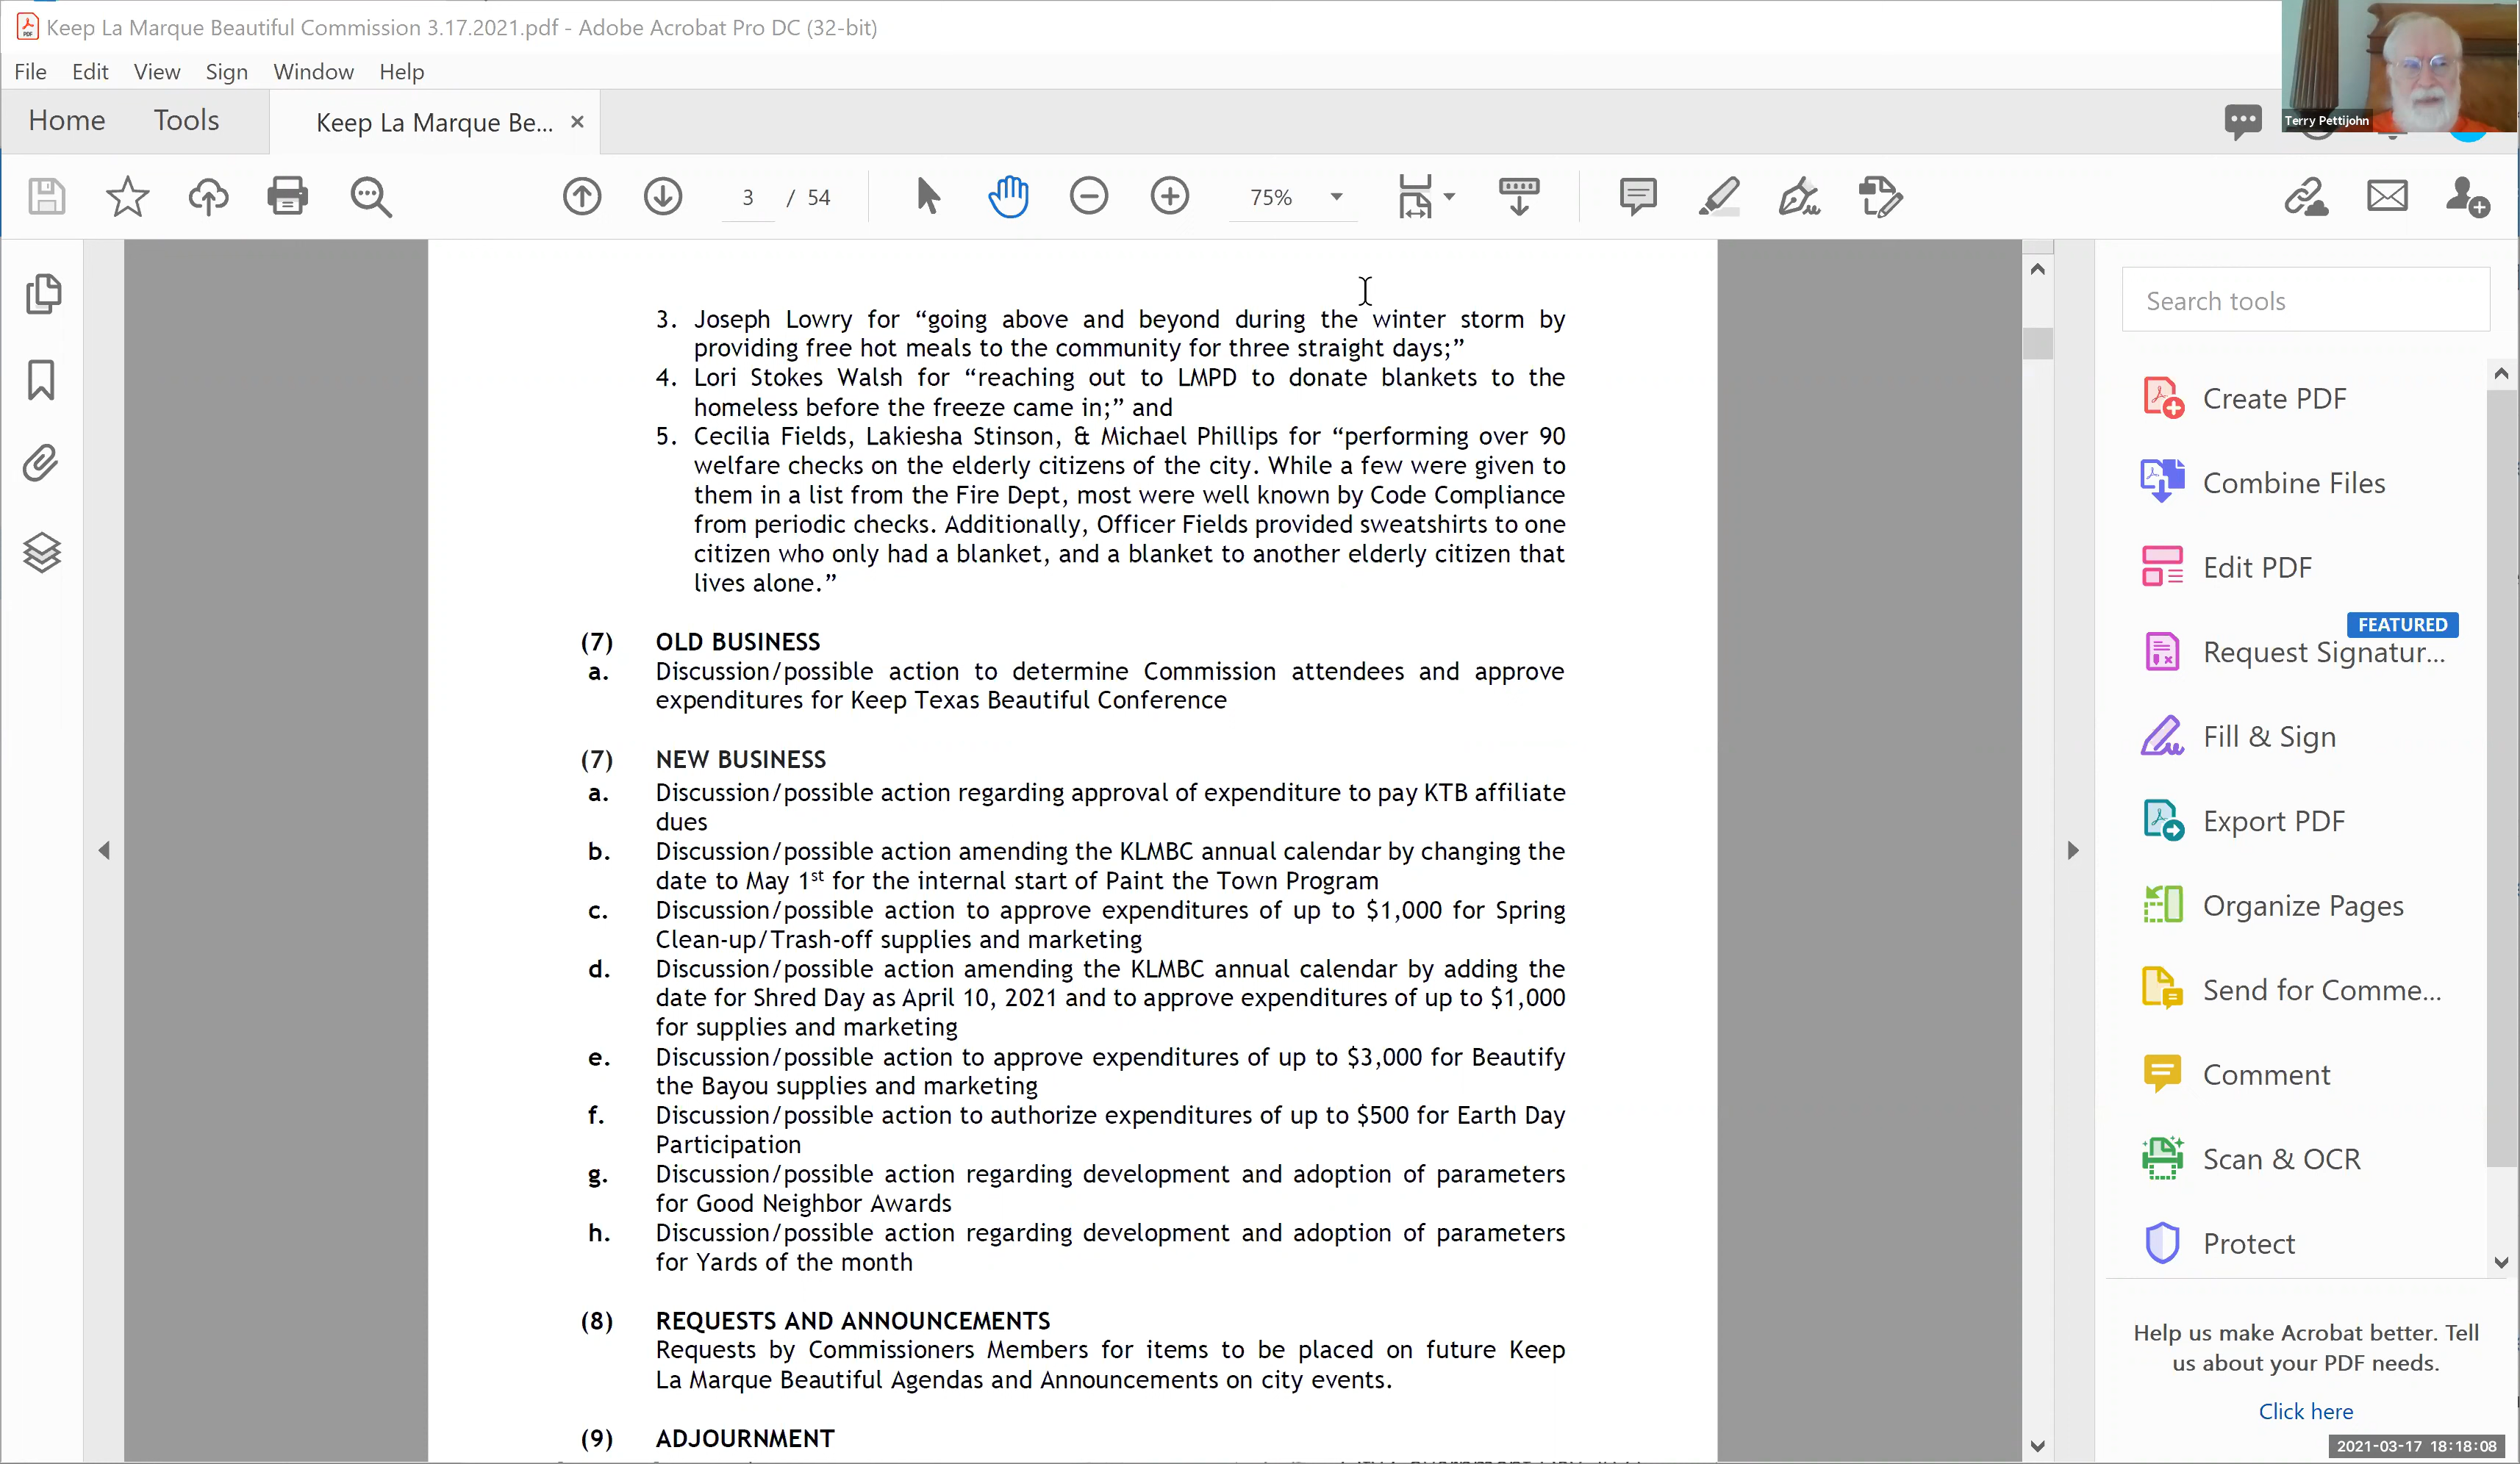 Keep La Marque Beautiful Commission 3.17.2021.pdf - Adobe Acrobat Pro DC (32-bit)
File Edit View Sign Window Help
Home Tools Keep La Marque Be... ×
Terry Pettijohn
3 / 54 75%
3. Joseph Lowry for “going above and beyond during the winter storm by
providing free hot meals to the community for three straight days;”
4. Lori Stokes Walsh for “reaching out to LMPD to donate blankets to the
homeless before the freeze came in;” and
5. Cecilia Fields, Lakiesha Stinson, & Michael Phillips for “performing over 90
welfare checks on the elderly citizens of the city. While a few were given to
them in a list from the Fire Dept, most were well known by Code Compliance
from periodic checks. Additionally, Officer Fields provided sweatshirts to one
citizen who only had a blanket, and a blanket to another elderly citizen that
lives alone.”
(7) OLD BUSINESS
a. Discussion/possible action to determine Commission attendees and approve
expenditures for Keep Texas Beautiful Conference
(7) NEW BUSINESS
a. Discussion/possible action regarding approval of expenditure to pay KTB affiliate
dues
b. Discussion/possible action amending the KLMBC annual calendar by changing the
date to May 1st for the internal start of Paint the Town Program
c. Discussion/possible action to approve expenditures of up to $1,000 for Spring
Clean-up/Trash-off supplies and marketing
d. Discussion/possible action amending the KLMBC annual calendar by adding the
date for Shred Day as April 10, 2021 and to approve expenditures of up to $1,000
for supplies and marketing
e. Discussion/possible action to approve expenditures of up to $3,000 for Beautify
the Bayou supplies and marketing
f. Discussion/possible action to authorize expenditures of up to $500 for Earth Day
Participation
g. Discussion/possible action regarding development and adoption of parameters
for Good Neighbor Awards
h. Discussion/possible action regarding development and adoption of parameters
for Yards of the month
(8) REQUESTS AND ANNOUNCEMENTS
Requests by Commissioners Members for items to be placed on future Keep
La Marque Beautiful Agendas and Announcements on city events.
(9) ADJOURNMENT
Search tools
Create PDF
Combine Files
Edit PDF
FEATURED
Request Signatur...
Fill & Sign
Export PDF
Organize Pages
Send for Comme...
Comment
Scan & OCR
Protect
Help us make Acrobat better. Tell
us about your PDF needs.
Click here
2021-03-17 18:18:08